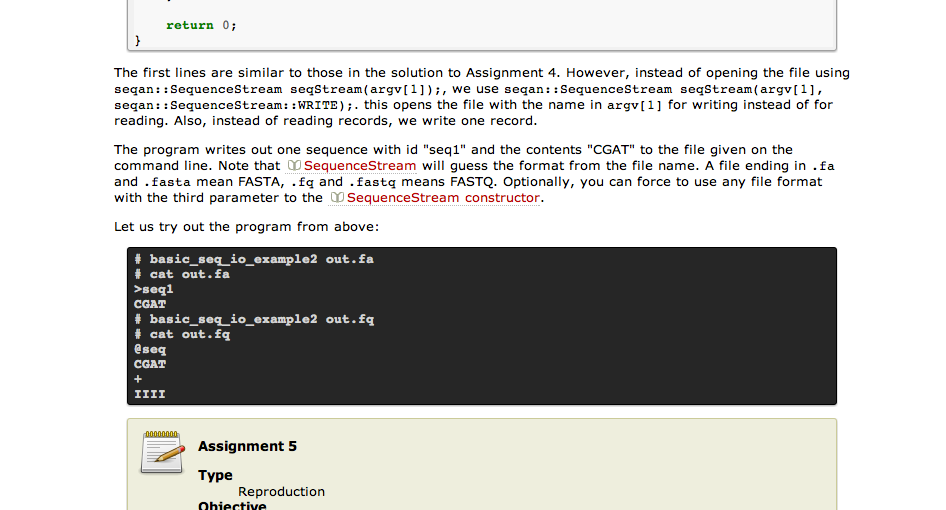 return 0;
}
The first lines are similar to those in the solution to Assignment 4. However, instead of opening the file using
seqan::SequenceStream seqStream(argv[1]);, we use seqan::SequenceStream seqStream(argv[1],
seqan::SequenceStream::WRITE);. this opens the file with the name in argv[1] for writing instead of for
reading. Also, instead of reading records, we write one record.
The program writes out one sequence with id "seq1" and the contents "CGAT" to the file given on the
command line. Note that SequenceStream will guess the format from the file name. A file ending in .fa
and .fasta mean FASTA, .fq and .fastq means FASTQ. Optionally, you can force to use any file format
with the third parameter to the SequenceStream constructor.
Let us try out the program from above:
# basic_seq_io_example2 out.fa
# cat out.fa
>seq1
CGAT
# basic_seq_io_example2 out.fq
# cat out.fq
@seq
CGAT
+
IIII
Assignment 5
Type
Reproduction
Objective